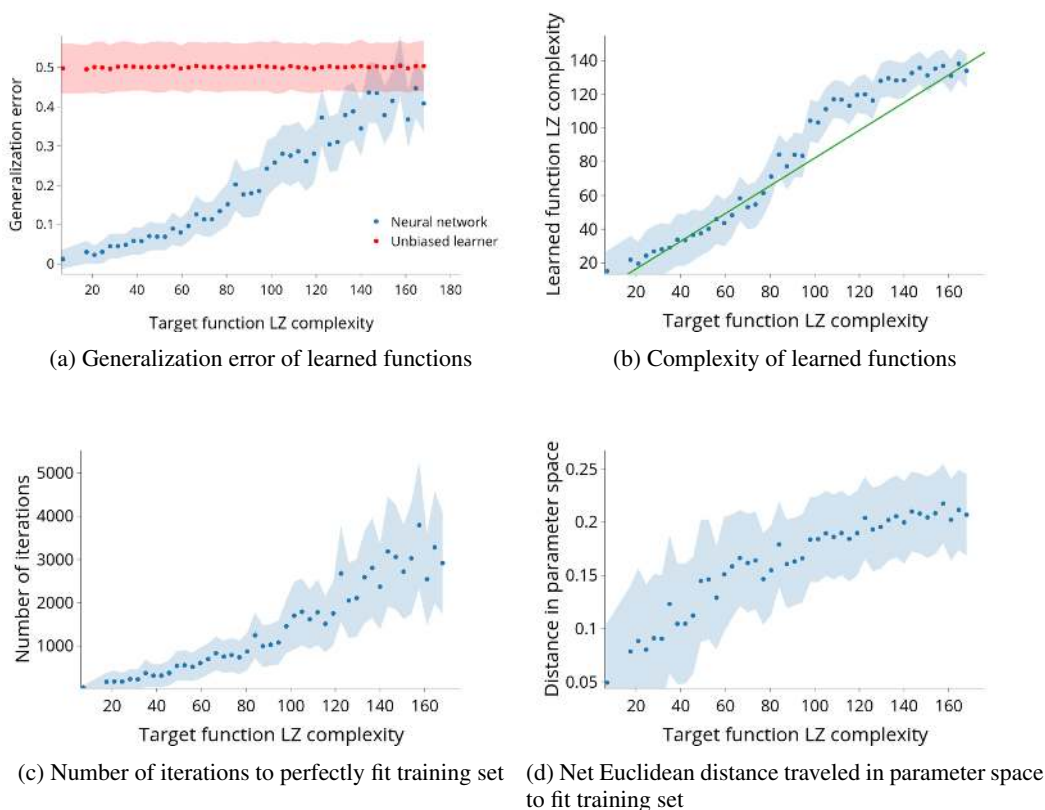 Generalization error
0.5
0.4
0.3
0.2
0.1
0
20 40 60 80 100 120 140 160 180
Neural network
Unbiased learner
Target function LZ complexity
(a) Generalization error of learned functions
Learned function LZ complexity
140
120
100
80
60
40
20
20 40 60 80 100 120 140 160
Target function LZ complexity
(b) Complexity of learned functions
Number of iterations
5000
4000
3000
2000
1000
20 40 60 80 100 120 140 160
Target function LZ complexity
(c) Number of iterations to perfectly fit training set
Distance in parameter space
0.25
0.2
0.15
0.1
0.05
20 40 60 80 100 120 140 160
Target function LZ complexity
(d) Net Euclidean distance traveled in parameter space
to fit training set